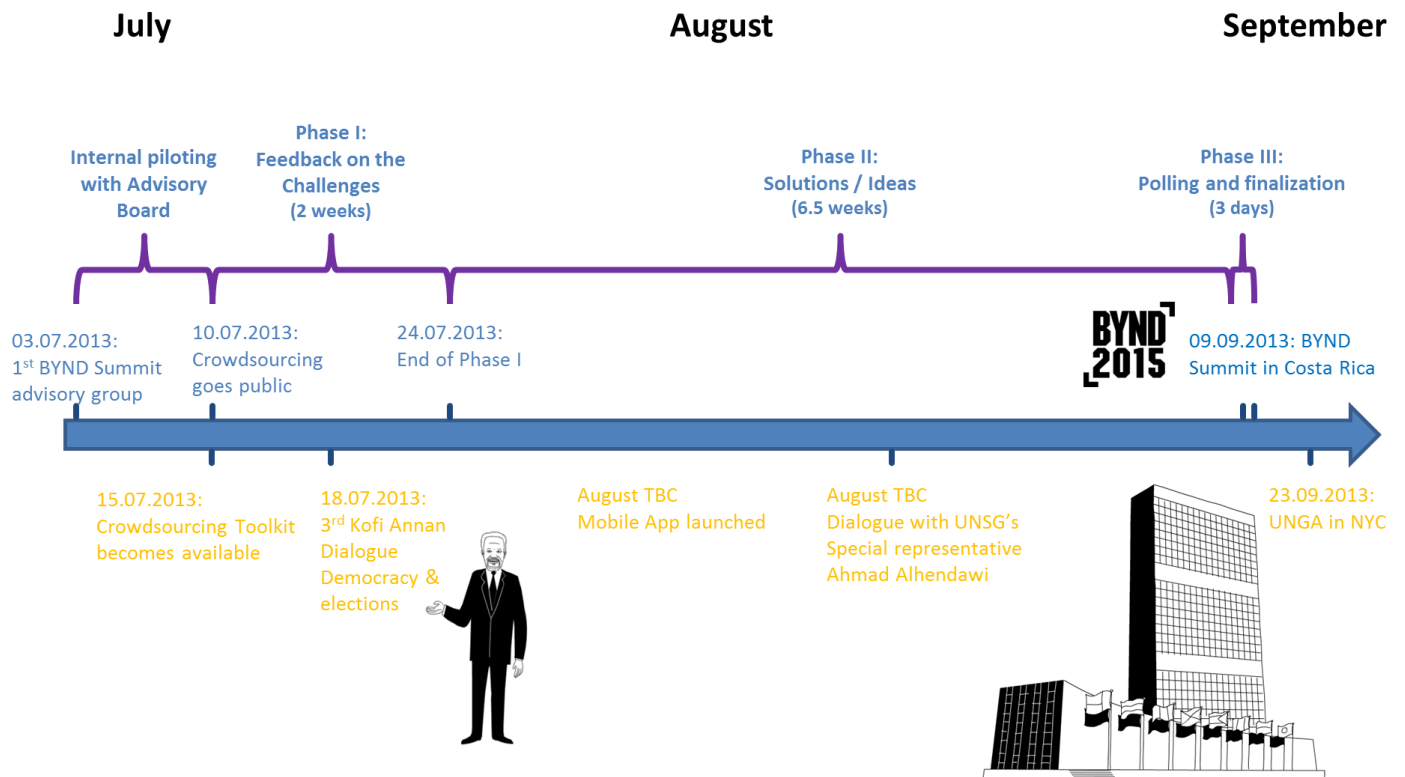 July
August
September
Internal piloting
with Advisory
Board
Phase I:
Feedback on the
Challenges
(2 weeks)
Phase II:
Solutions / Ideas
(6.5 weeks)
Phase III:
Polling and finalization
(3 days)
03.07.2013:
1st BYND Summit
advisory group
10.07.2013:
Crowdsourcing
goes public
24.07.2013:
End of Phase I
BYND
2015
09.09.2013: BYND
Summit in Costa Rica
15.07.2013:
Crowdsourcing Toolkit
becomes available
18.07.2013:
3rd Kofi Annan
Dialogue
Democracy &
elections
August TBC
Mobile App launched
August TBC
Dialogue with UNSG's
Special representative
Ahmad Alhendawi
23.09.2013:
UNGA in NYC